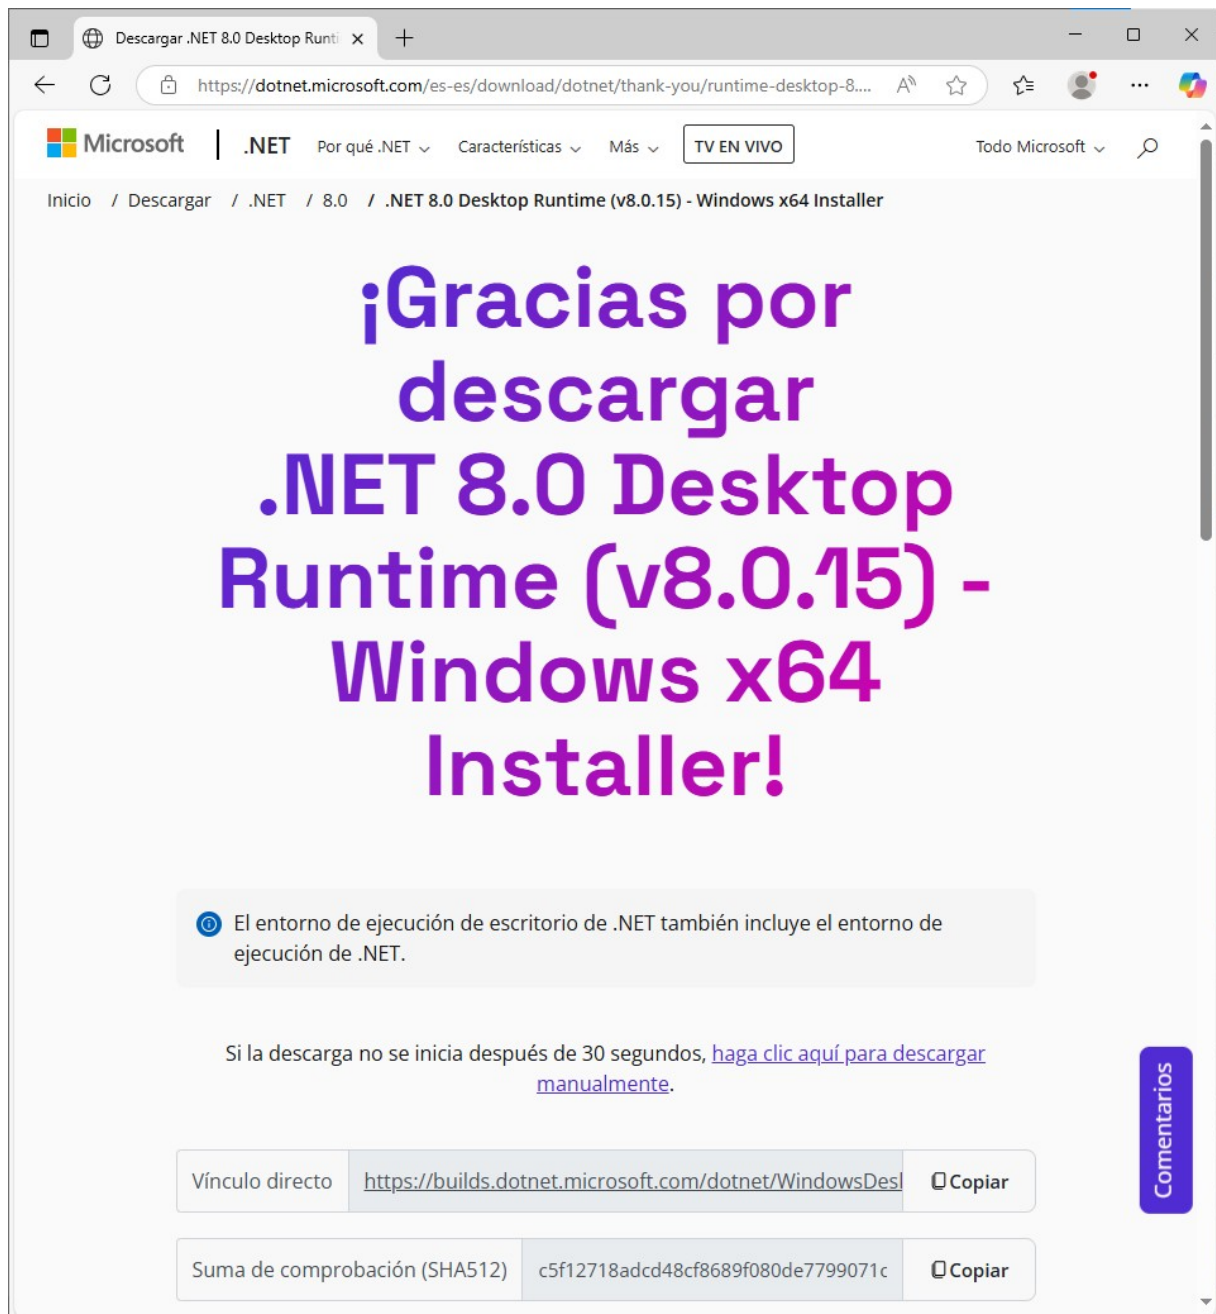 Descargar .NET 8.0 Desktop Runti
https://dotnet.microsoft.com/es-es/download/dotnet/thank-you/runtime-desktop-8....
Microsoft .NET Por qué .NET Características Más TV EN VIVO Todo Microsoft
Inicio / Descargar / .NET / 8.0 / .NET 8.0 Desktop Runtime (v8.0.15) - Windows x64 Installer
¡Gracias por
descargar
.NET 8.0 Desktop
Runtime (v8.0.15) -
Windows x64
Installer!
El entorno de ejecución de escritorio de .NET también incluye el entorno de
ejecución de .NET.
Si la descarga no se inicia después de 30 segundos, haga clic aquí para descargar
manualmente.
Comentarios
Vínculo directo https://builds.dotnet.microsoft.com/dotnet/WindowsDesl Copiar
Suma de comprobación (SHA512) c5f12718adcd48cf8689f080de7799071c Copiar